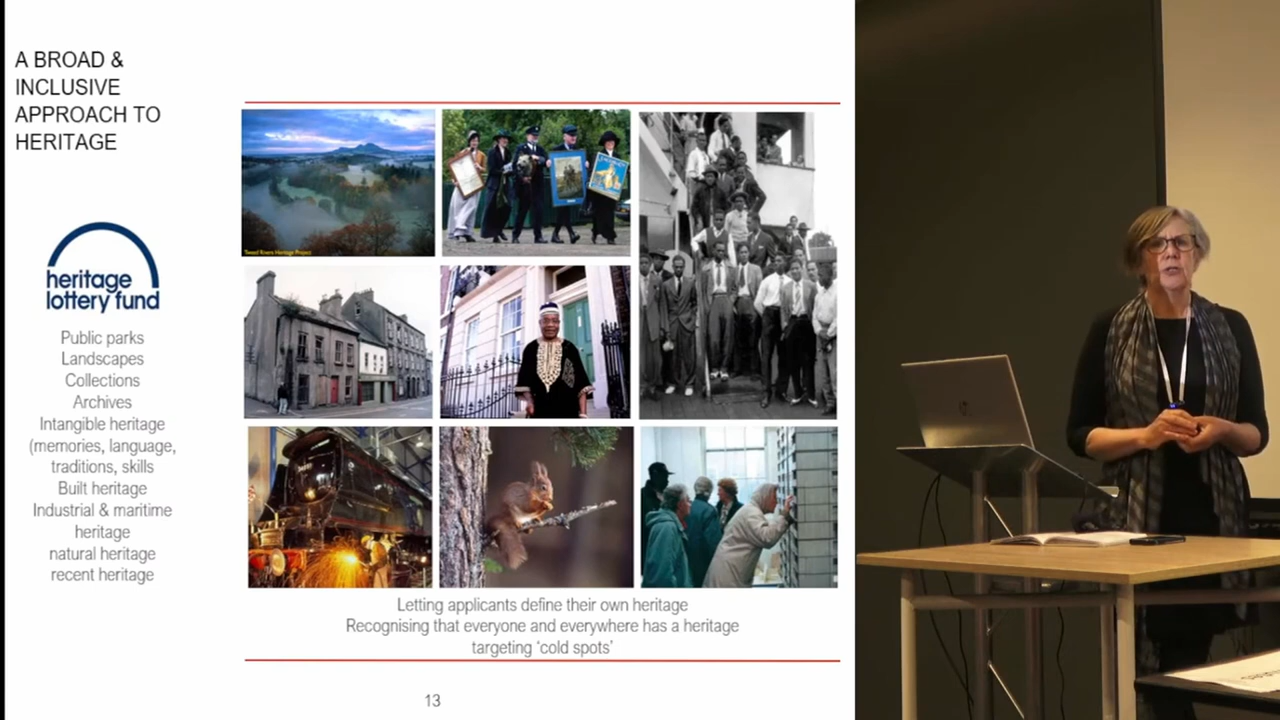 A BROAD &
INCLUSIVE
APPROACH TO
HERITAGE
heritage
lottery fund
Public parks
Landscapes
Collections
Archives
Intangible heritage
(memories, language,
traditions, skills
Built heritage
Industrial & maritime
heritage
natural heritage
recent heritage
Tweed Rivers Heritage Project
Letting applicants define their own heritage
Recognising that everyone and everywhere has a heritage
targeting ‘cold spots’
13